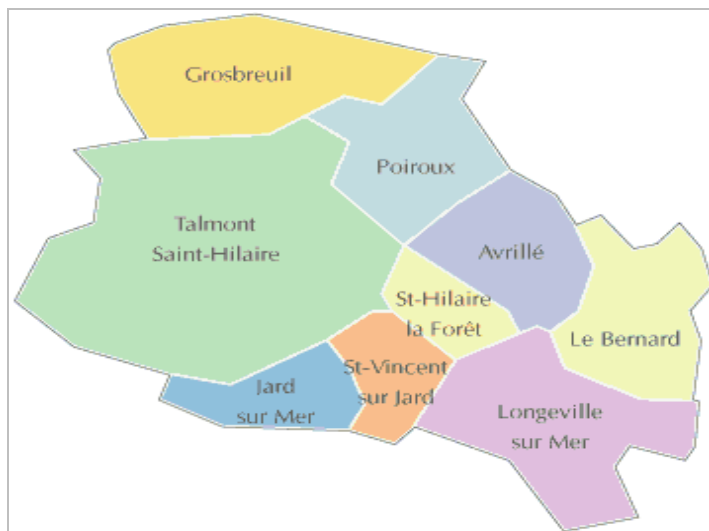 Grosbreuil
Poiroux
Talmont
Saint-Hilaire
Avrillé
St-Hilaire
la Forêt
Le Bernard
St-Vincent
sur Jard
Jard
sur Mer
Longeville
sur Mer